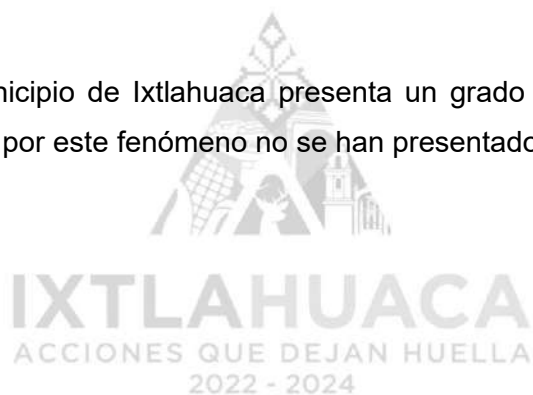 nicipio de Ixtlahuaca presenta un grado
por este fenómeno no se han presentado
IXTLAHUACA
ACCIONES QUE DEJAN HUELLA
2022 - 2024